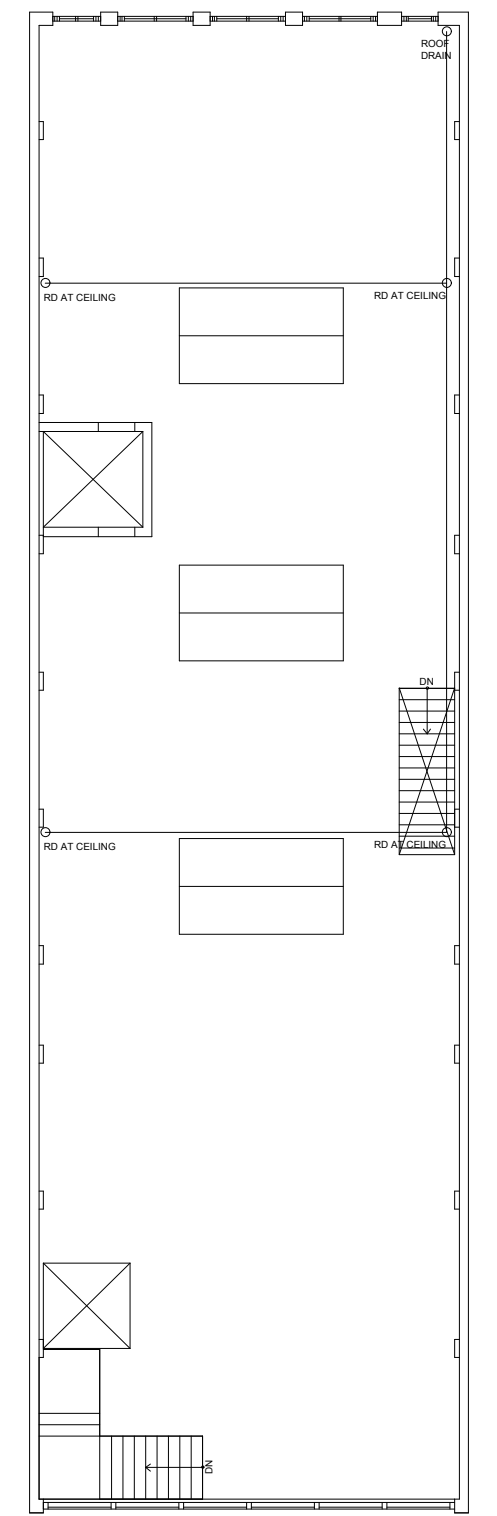 ROOF
DRAIN
RD AT CEILING
RD AT CEILING
DN
RD AT CEILING
RD AT CEILING
DN